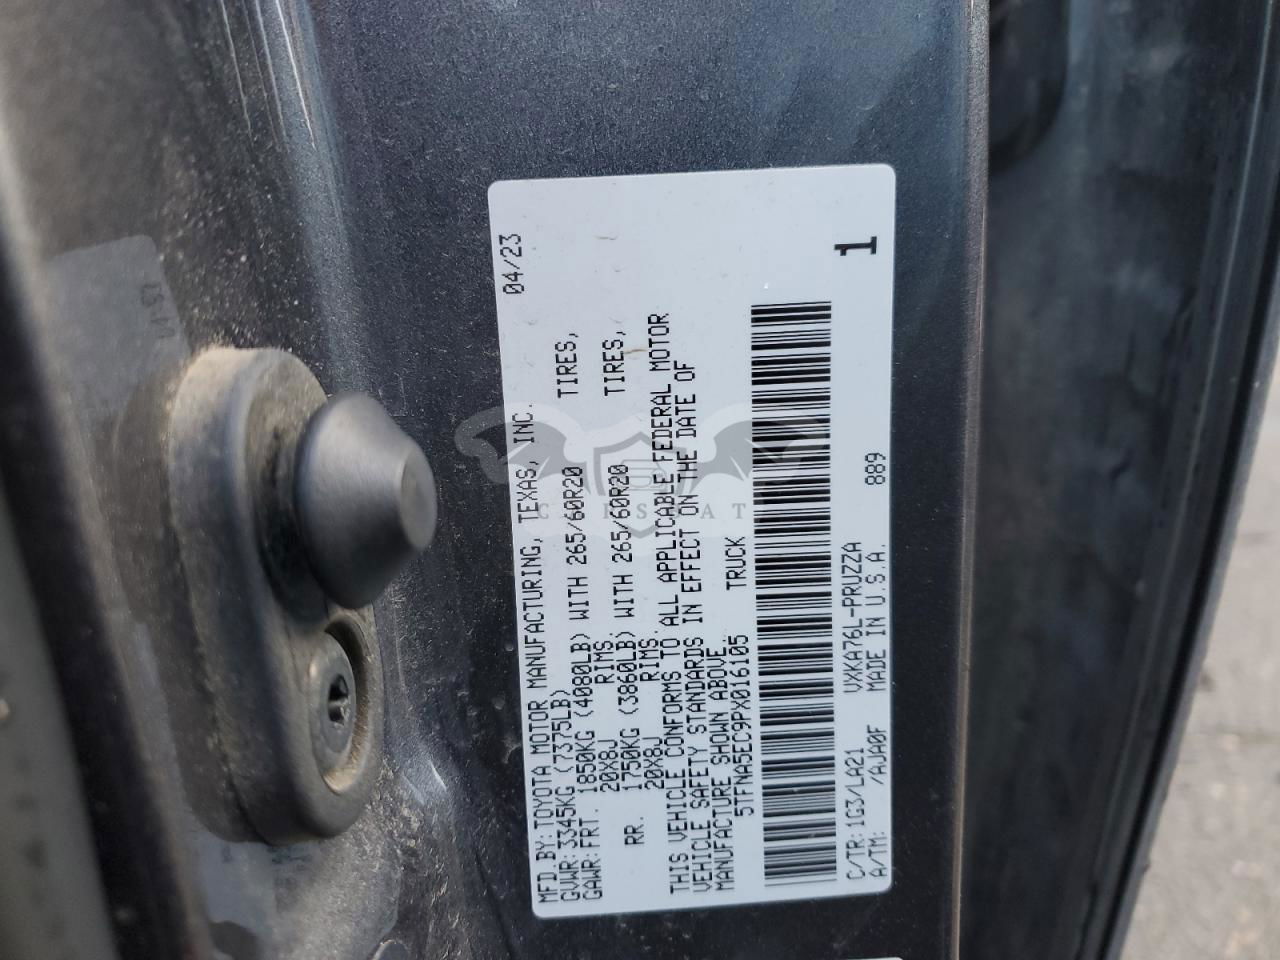 MFD. BY: TOYOTA MOTOR MANUFACTURING, TEXAS, INC. 04/23
GVWR: 3345KG (7375LB)
GAWR: FRT. 1850KG (4080LB) WITH 265/60R20 TIRES,
20X8J RIMS.
RR. 1750KG (3860LB) WITH 265/60R20 TIRES,
20X8J RIMS.
THIS VEHICLE CONFORMS TO ALL APPLICABLE FEDERAL MOTOR
VEHICLE SAFETY STANDARDS IN EFFECT ON THE DATE OF
MANUFACTURE SHOWN ABOVE.
5TFNA5EC9PX016105 TRUCK
C/TR: 1G3/LA21 VXKA76L-PRUZZA 889 1
A/TM: /AJA0F MADE IN U.S.A.